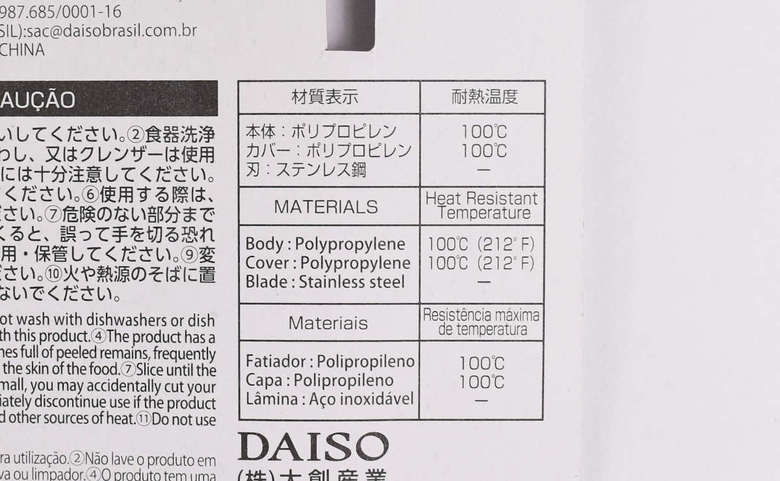 987.685/0001-16
SIL):sac@daisobrasil.com.br
CHINA
AUÇÃO
いしてください。②食器洗浄
わし、又はクレンザーは使用
には十分注意してください。
ください。⑥使用する際は、
ださい。⑦危険のない部分まで
くると、誤って手を切る恐れ
用・保管してください。⑨変
ださい。⑩火や熱源のそばに置
ないでください。
ot wash with dishwashers or dish
th this product.④The product has a
nes full of peeled remains, frequently
the skin of the food.⑦Slice until the
mall, you may accidentally cut your
iately discontinue use if the product
d other sources of heat.⑪Do not use
ra utilização.②Não lave o produto em
va ou limpador.④O produto tem uma
材質表示 耐熱温度
本体：ポリプロピレン 100℃
カバー：ポリプロピレン 100℃
刃：ステンレス鋼 ―
MATERIALS Heat Resistant
Temperature
Body : Polypropylene 100℃ (212°F)
Cover : Polypropylene 100℃ (212°F)
Blade : Stainless steel ―
Materiais Resistência máxima
de temperatura
Fatiador : Polipropileno 100℃
Capa : Polipropileno 100℃
Lâmina : Aço inoxidável ―
DAISO
(株)大創産業